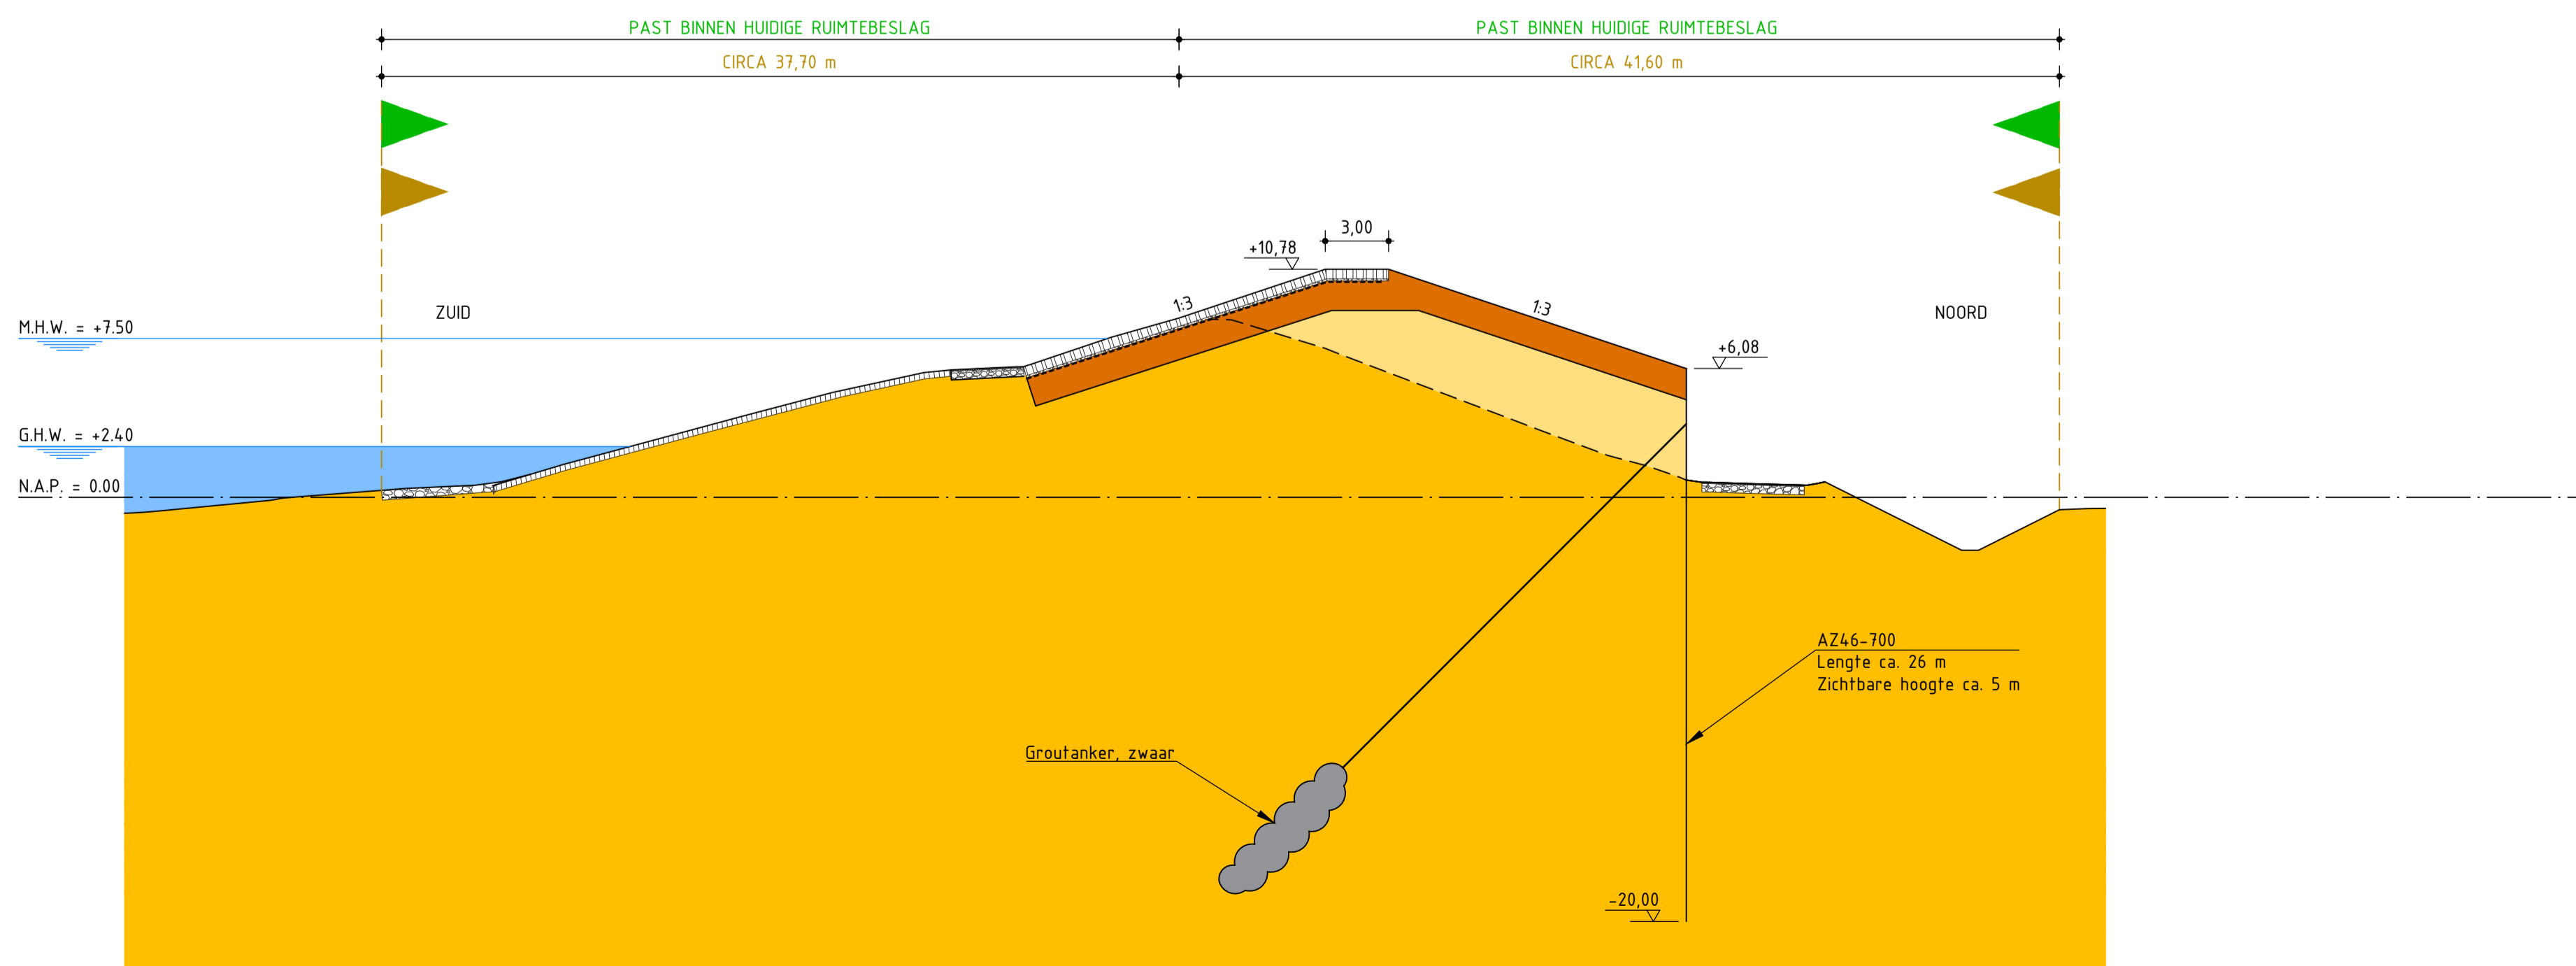 PAST BINNEN HUIDIGE RUIMTEBESLAG
PAST BINNEN HUIDIGE RUIMTEBESLAG
CIRCA 37,70 m
CIRCA 41,60 m
3,00
+10,78
ZUID
1:3
1:3
NOORD
M.H.W. = +7.50
+6,08
G.H.W. = +2.40
N.A.P. = 0.00
AZ46-700
Lengte ca. 26 m
Zichtbare hoogte ca. 5 m
Groutanker, zwaar
-20,00